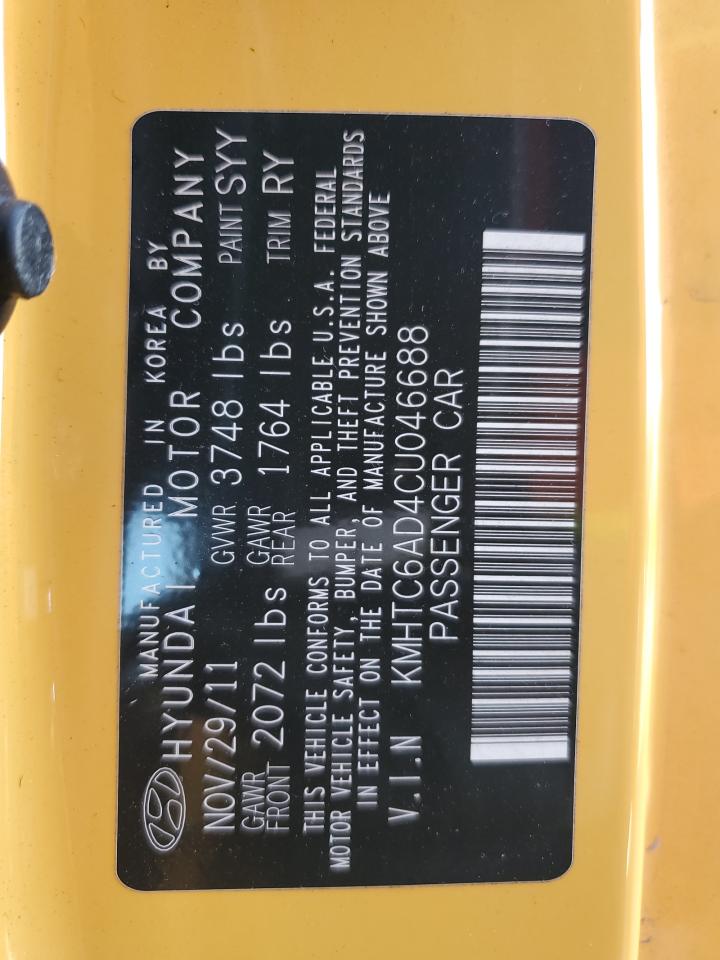 MANUFACTURED IN KOREA BY
HYUNDAI MOTOR COMPANY
NOV/29/11 GVWR 3748 lbs PAINT SYY
GAWR FRONT 2072 lbs GAWR REAR 1764 lbs TRIM RY
THIS VEHICLE CONFORMS TO ALL APPLICABLE U.S.A. FEDERAL
MOTOR VEHICLE SAFETY, BUMPER, AND THEFT PREVENTION STANDARDS
IN EFFECT ON THE DATE OF MANUFACTURE SHOWN ABOVE
V.I.N KMHTC6AD4CU046688
PASSENGER CAR